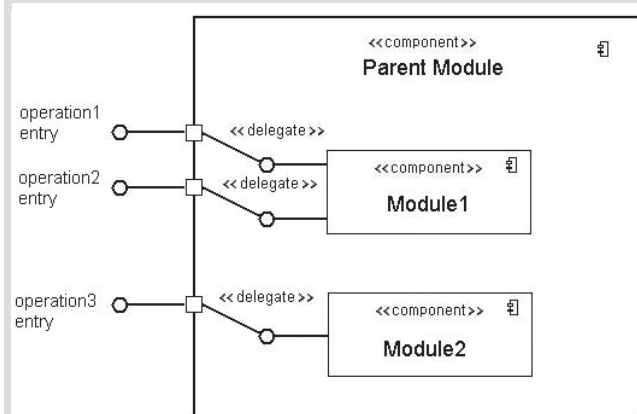 <<component>>
Parent Module
operation1
entry
<<delegate>>
<<component>>
Module1
operation2
entry
<<delegate>>
operation3
entry
<<delegate>>
<<component>>
Module2